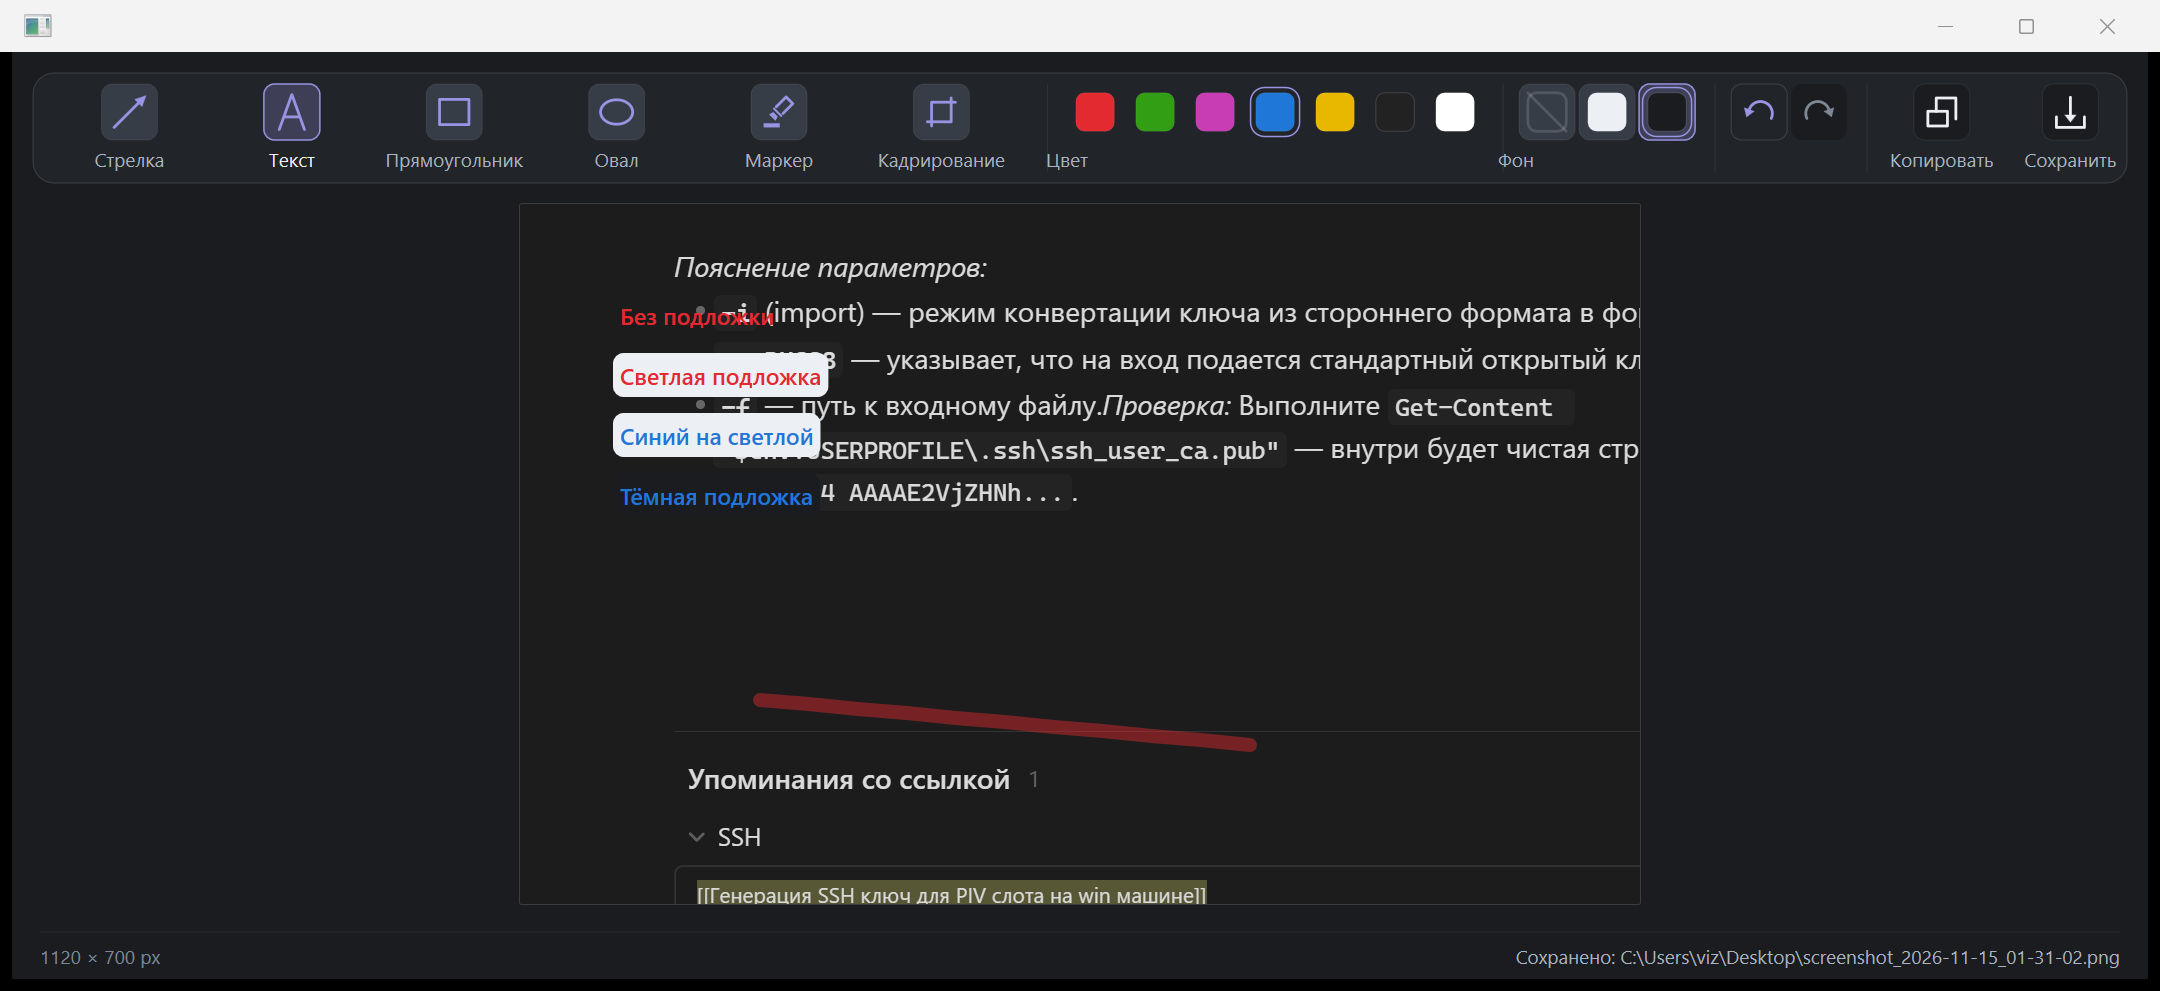 Стрелка Текст Прямоугольник Овал Маркер Кадрирование Цвет Фон Копировать Сохранить
Пояснение параметров:
Без подложки
-i (import) — режим конвертации ключа из стороннего формата в фор
Светлая подложка
— указывает, что на вход подается стандартный открытый кл
-f — путь к входному файлу.Проверка: Выполните Get-Content
Синий на светлой
USERPROFILE\.ssh\ssh_user_ca.pub" — внутри будет чистая стр
Тёмная подложка
4 AAAAE2VjZHNh....
Упоминания со ссылкой 1
SSH
[[Генерация SSH ключ для PIV слота на win машине]]
1120 × 700 px
Сохранено: C:\Users\viz\Desktop\screenshot_2026-11-15_01-31-02.png